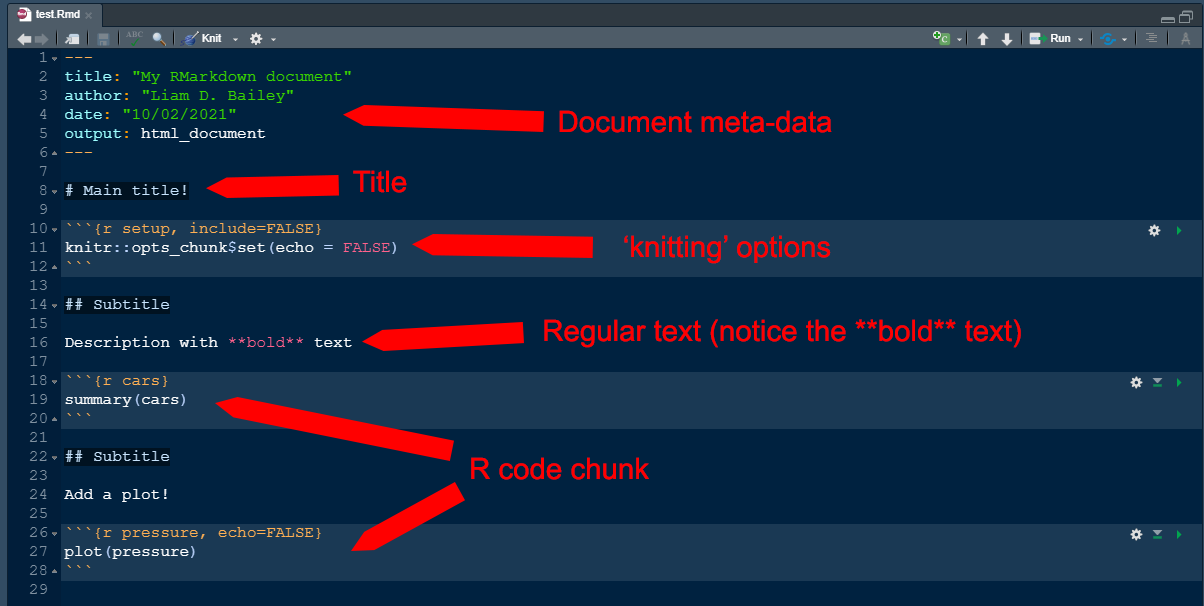 test.Rmd
ABC Knit Run
1 ---
2 title: "My RMarkdown document"
3 author: "Liam D. Bailey"
4 date: "10/02/2021"
Document meta-data
5 output: html_document
6 ---
7
Title
8 # Main title!
9
10 ```{r setup, include=FALSE}
11 knitr::opts_chunk$set(echo = FALSE)
‘knitting’ options
12 ```
13
14 ## Subtitle
15
Regular text (notice the **bold** text)
16 Description with **bold** text
17
18 ```{r cars}
19 summary(cars)
20 ```
21
22 ## Subtitle
R code chunk
23
24 Add a plot!
25
26 ```{r pressure, echo=FALSE}
27 plot(pressure)
28 ```
29